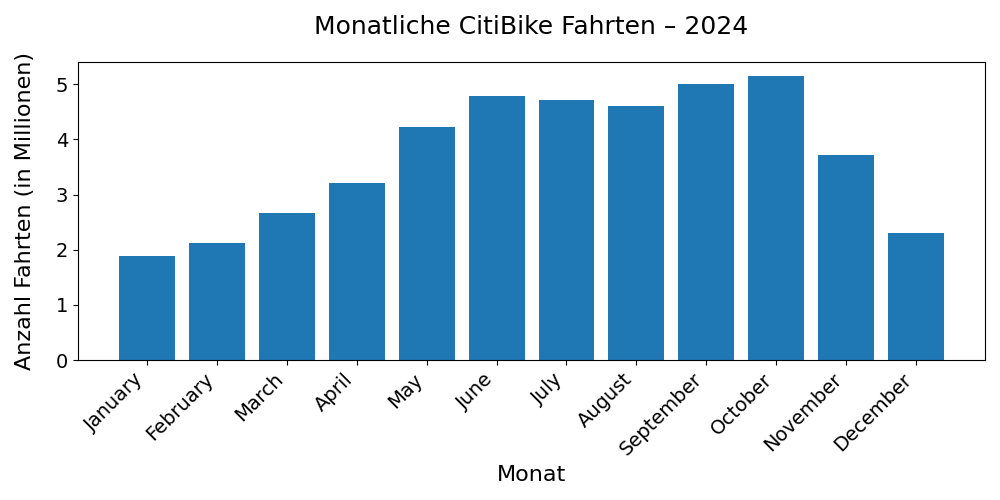 Monatliche CitiBike Fahrten – 2024
Anzahl Fahrten (in Millionen)
5
4
3
2
1
0
January
February
March
April
May
June
July
August
September
October
November
December
Monat